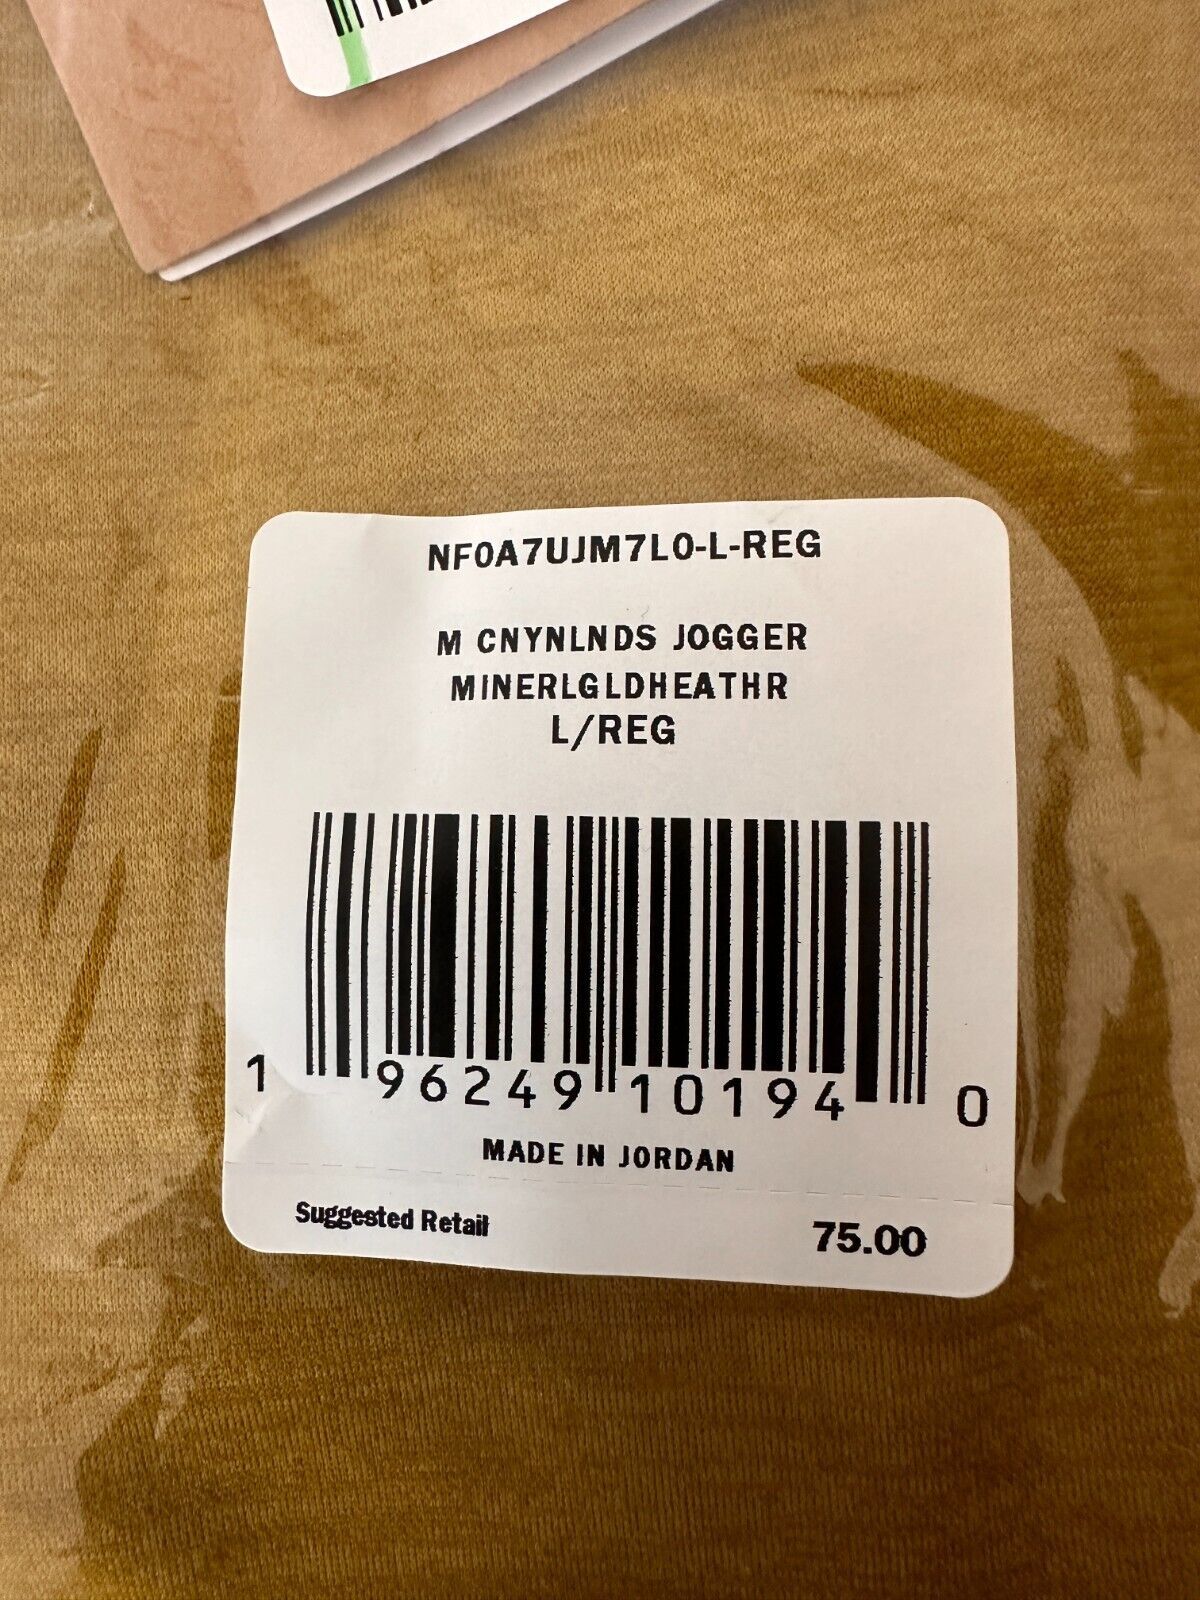 NF0A7UJM7L0-L-REG
M CNYNLNDS JOGGER
MINERLGLDHEATHR
L/REG
1 96249 10194 0
MADE IN JORDAN
Suggested Retail 75.00